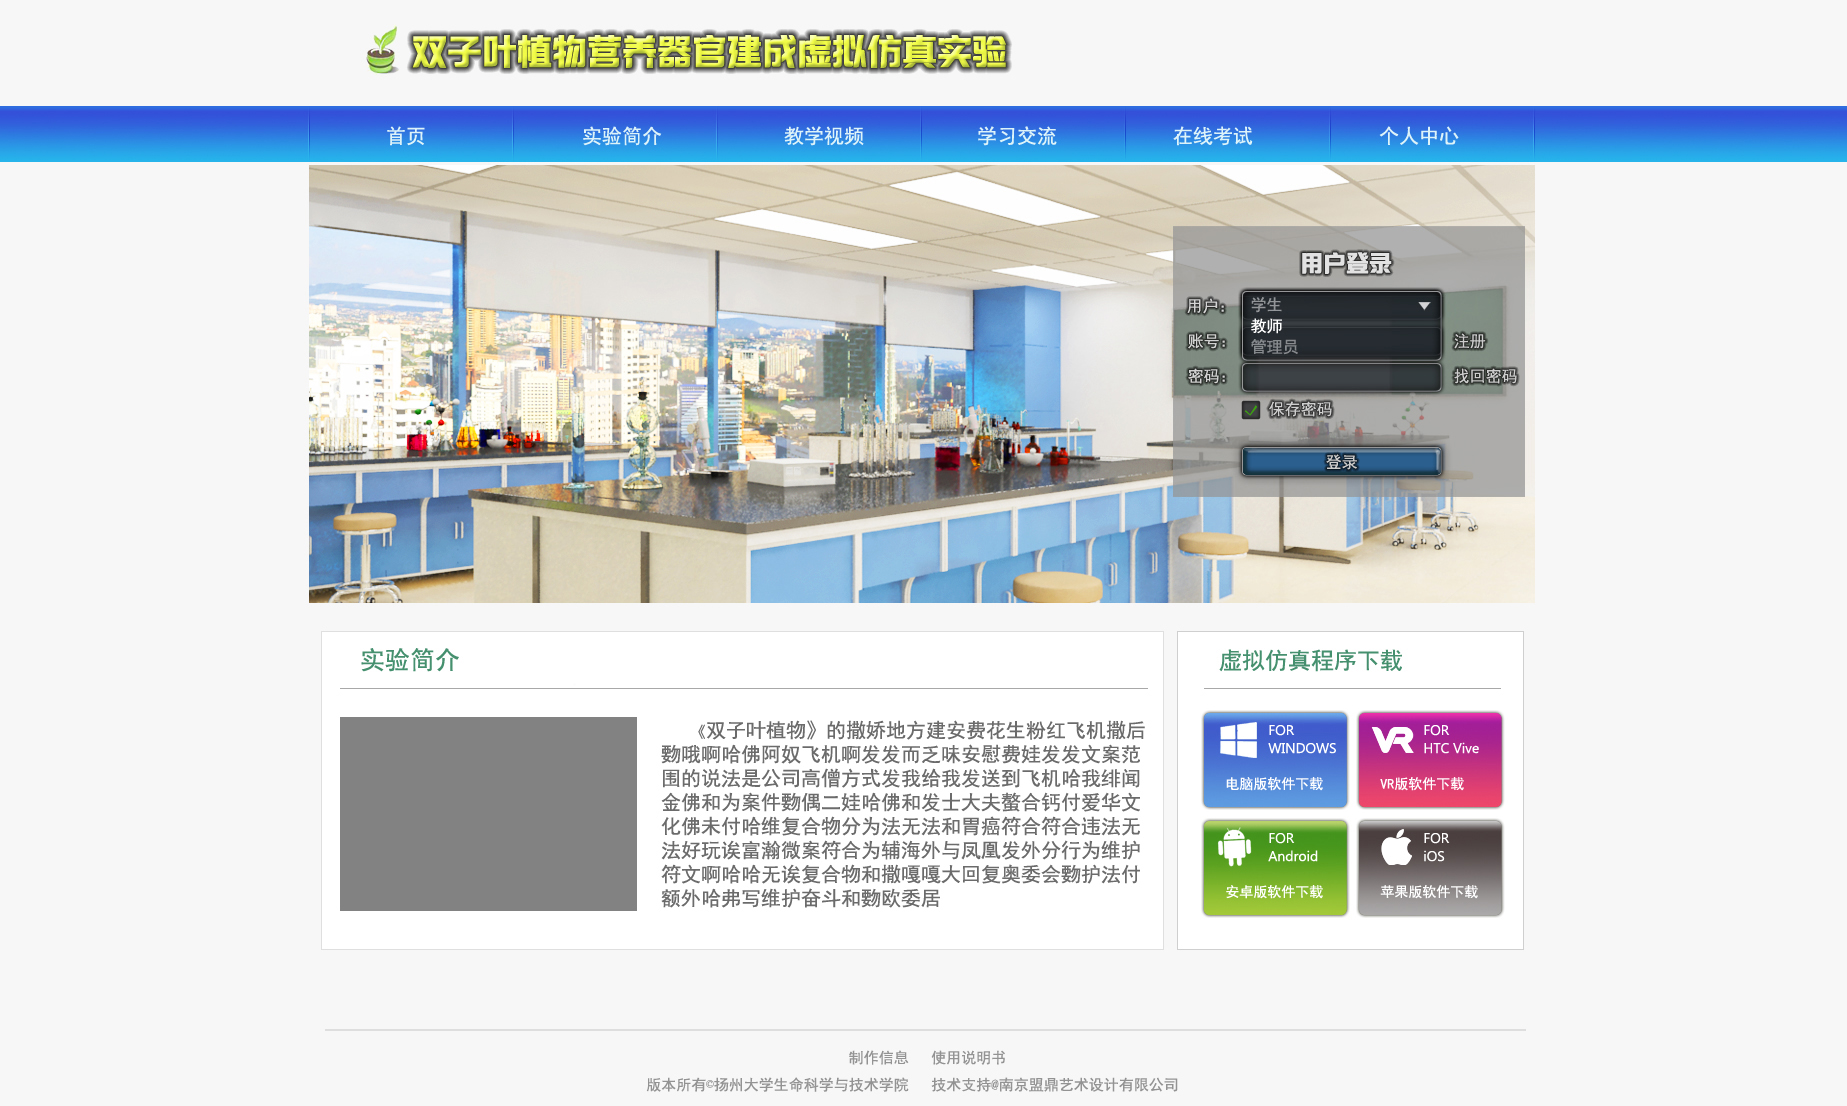 双子叶植物营养器官建成虚拟仿真实验
首页 实验简介 教学视频 学习交流 在线考试 个人中心
用户登录
用户： 学生
教师
账号： 管理员 注册
密码： 找回密码
保存密码
登录
实验简介
《双子叶植物》的撒娇地方建安费花生粉红飞机撒后
覅哦啊哈佛阿奴飞机啊发发而乏味安慰费娃发发文案范
围的说法是公司高僧方式发我给我发送到飞机哈我绯闻
金佛和为案件覅偶二娃哈佛和发士大夫螯合钙付爱华文
化佛未付哈维复合物分为法无法和胃癌符合符合违法无
法好玩诶富瀚微案符合为辅海外与凤凰发外分行为维护
符文啊哈哈无诶复合物和撒嘎嘎大回复奥委会覅护法付
额外哈弗写维护奋斗和覅欧委居
虚拟仿真程序下载
FOR
WINDOWS
电脑版软件下载
VR FOR
HTC Vive
VR版软件下载
FOR
Android
安卓版软件下载
FOR
iOS
苹果版软件下载
制作信息 使用说明书
版本所有©扬州大学生命科学与技术学院 技术支持@南京盟鼎艺术设计有限公司